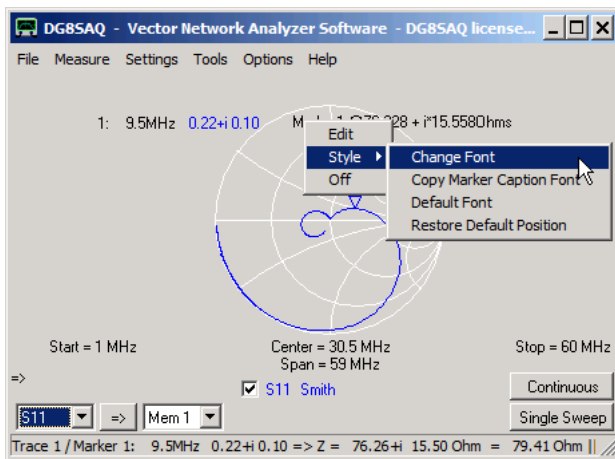 DG8SAQ - Vector Network Analyzer Software - DG8SAQ license...
File Measure Settings Tools Options Help
1: 9.5MHz 0.22+i 0.10
+ i*15.558Ohms
Edit
Style
Off
Change Font
Copy Marker Caption Font
Default Font
Restore Default Position
Start = 1 MHz
Center = 30.5 MHz
Span = 59 MHz
Stop = 60 MHz
=>
S11 Smith
Continuous
S11
=>
Mem 1
Single Sweep
Trace 1 / Marker 1: 9.5MHz 0.22+i 0.10 => Z = 76.26+i 15.50 Ohm = 79.41 Ohm ||